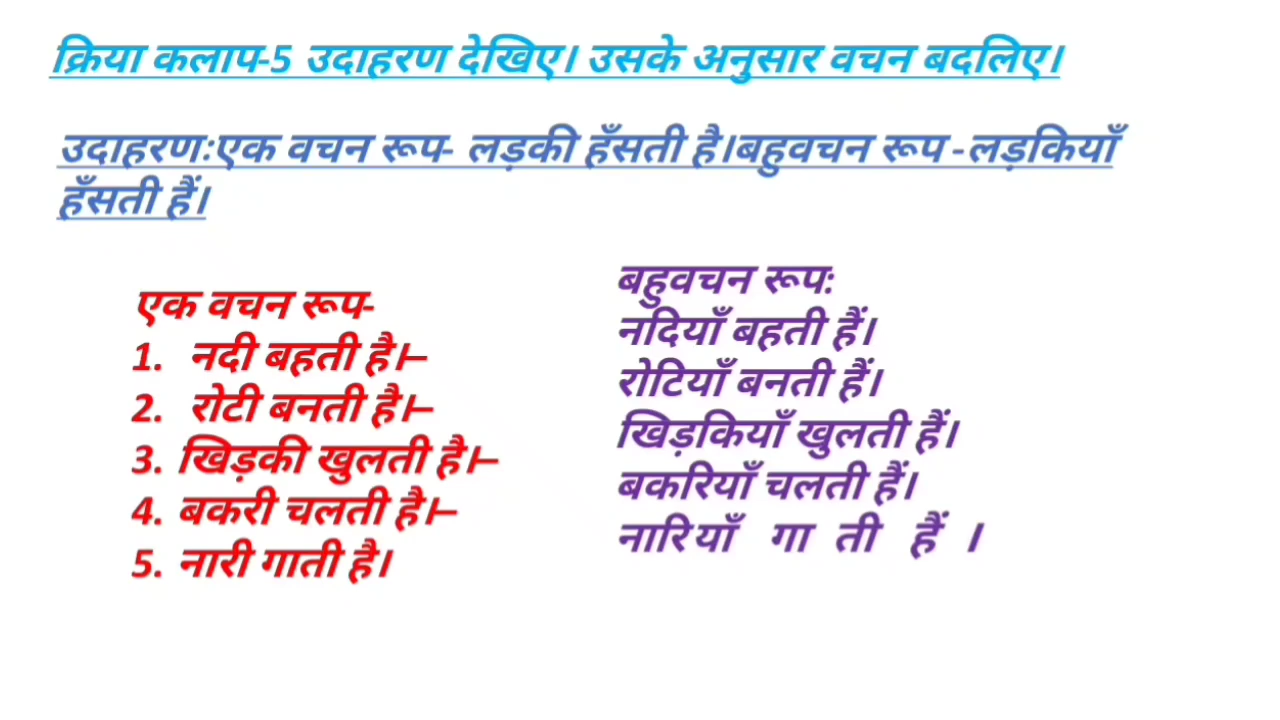 क्रिया कलाप-5 उदाहरण देखिए। उसके अनुसार वचन बदलिए।
उदाहरण:एक वचन रूप- लड़की हँसती है।बहुवचन रूप -लड़कियाँ
हँसती हैं।
एक वचन रूप-
1. नदी बहती है।–
2. रोटी बनती है।–
3. खिड़की खुलती है।–
4. बकरी चलती है।–
5. नारी गाती है।
बहुवचन रूप:
नदियाँ बहती हैं।
रोटियाँ बनती हैं।
खिड़कियाँ खुलती हैं।
बकरियाँ चलती हैं।
नारियाँ गा ती हैं ।